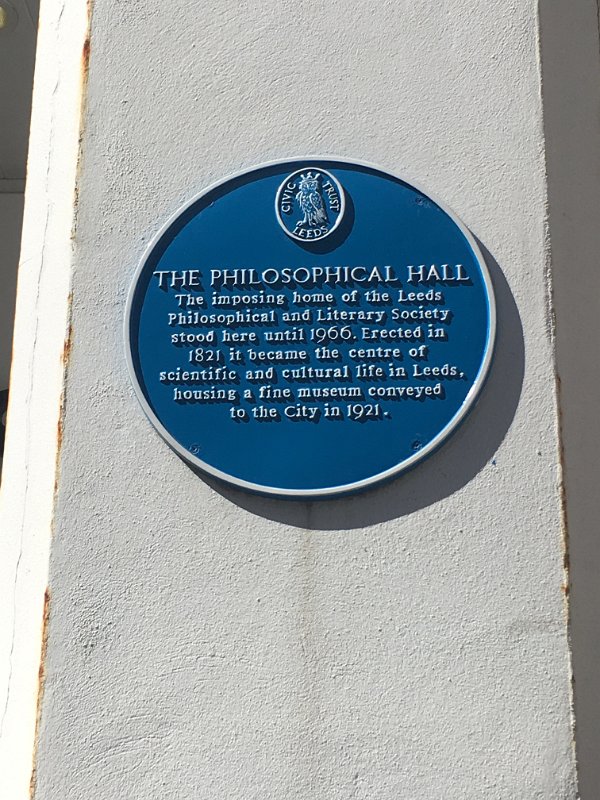 CIVIC TRUST
LEEDS
THE PHILOSOPHICAL HALL
The imposing home of the Leeds
Philosophical and Literary Society
stood here until 1966. Erected in
1821 it became the centre of
scientific and cultural life in Leeds,
housing a fine museum conveyed
to the City in 1921.